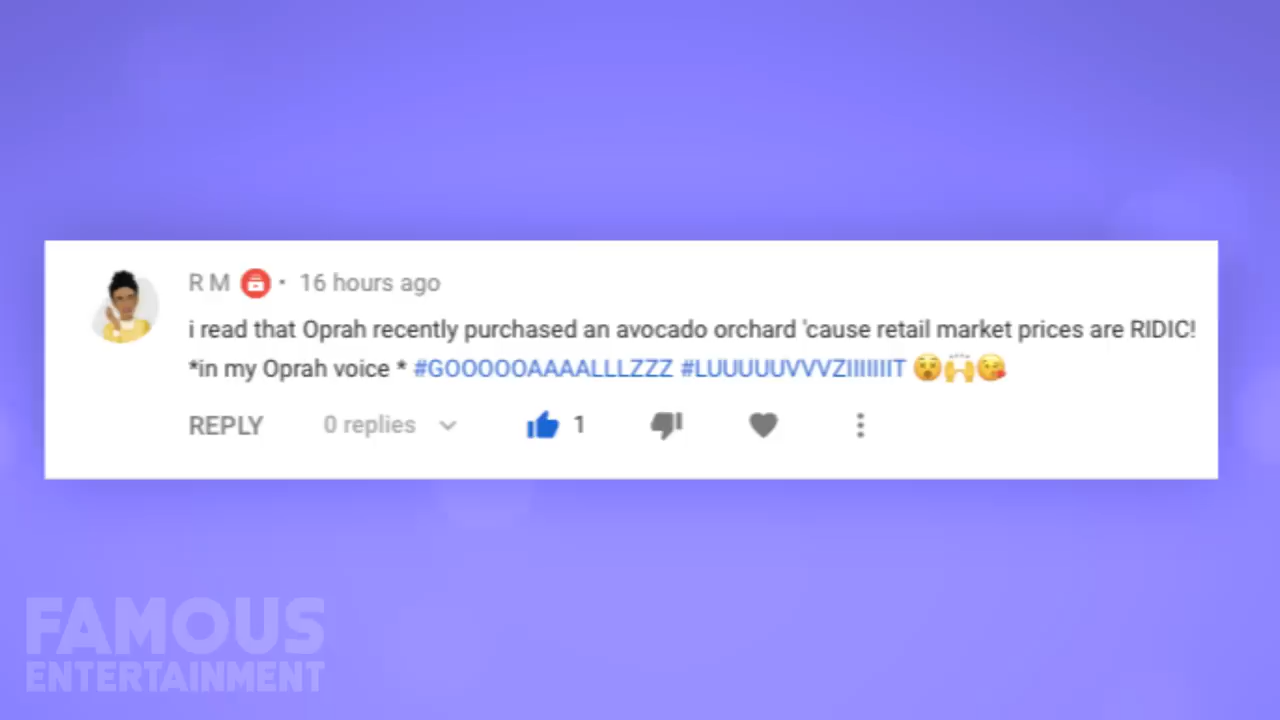 R M • 16 hours ago
i read that Oprah recently purchased an avocado orchard 'cause retail market prices are RIDIC!
*in my Oprah voice * #GOOOOOAAAALLLZZZ #LUUUUUVVVZIIIIIIIT 😵🙌😘
REPLY 0 replies 1
FAMOUS
ENTERTAINMENT